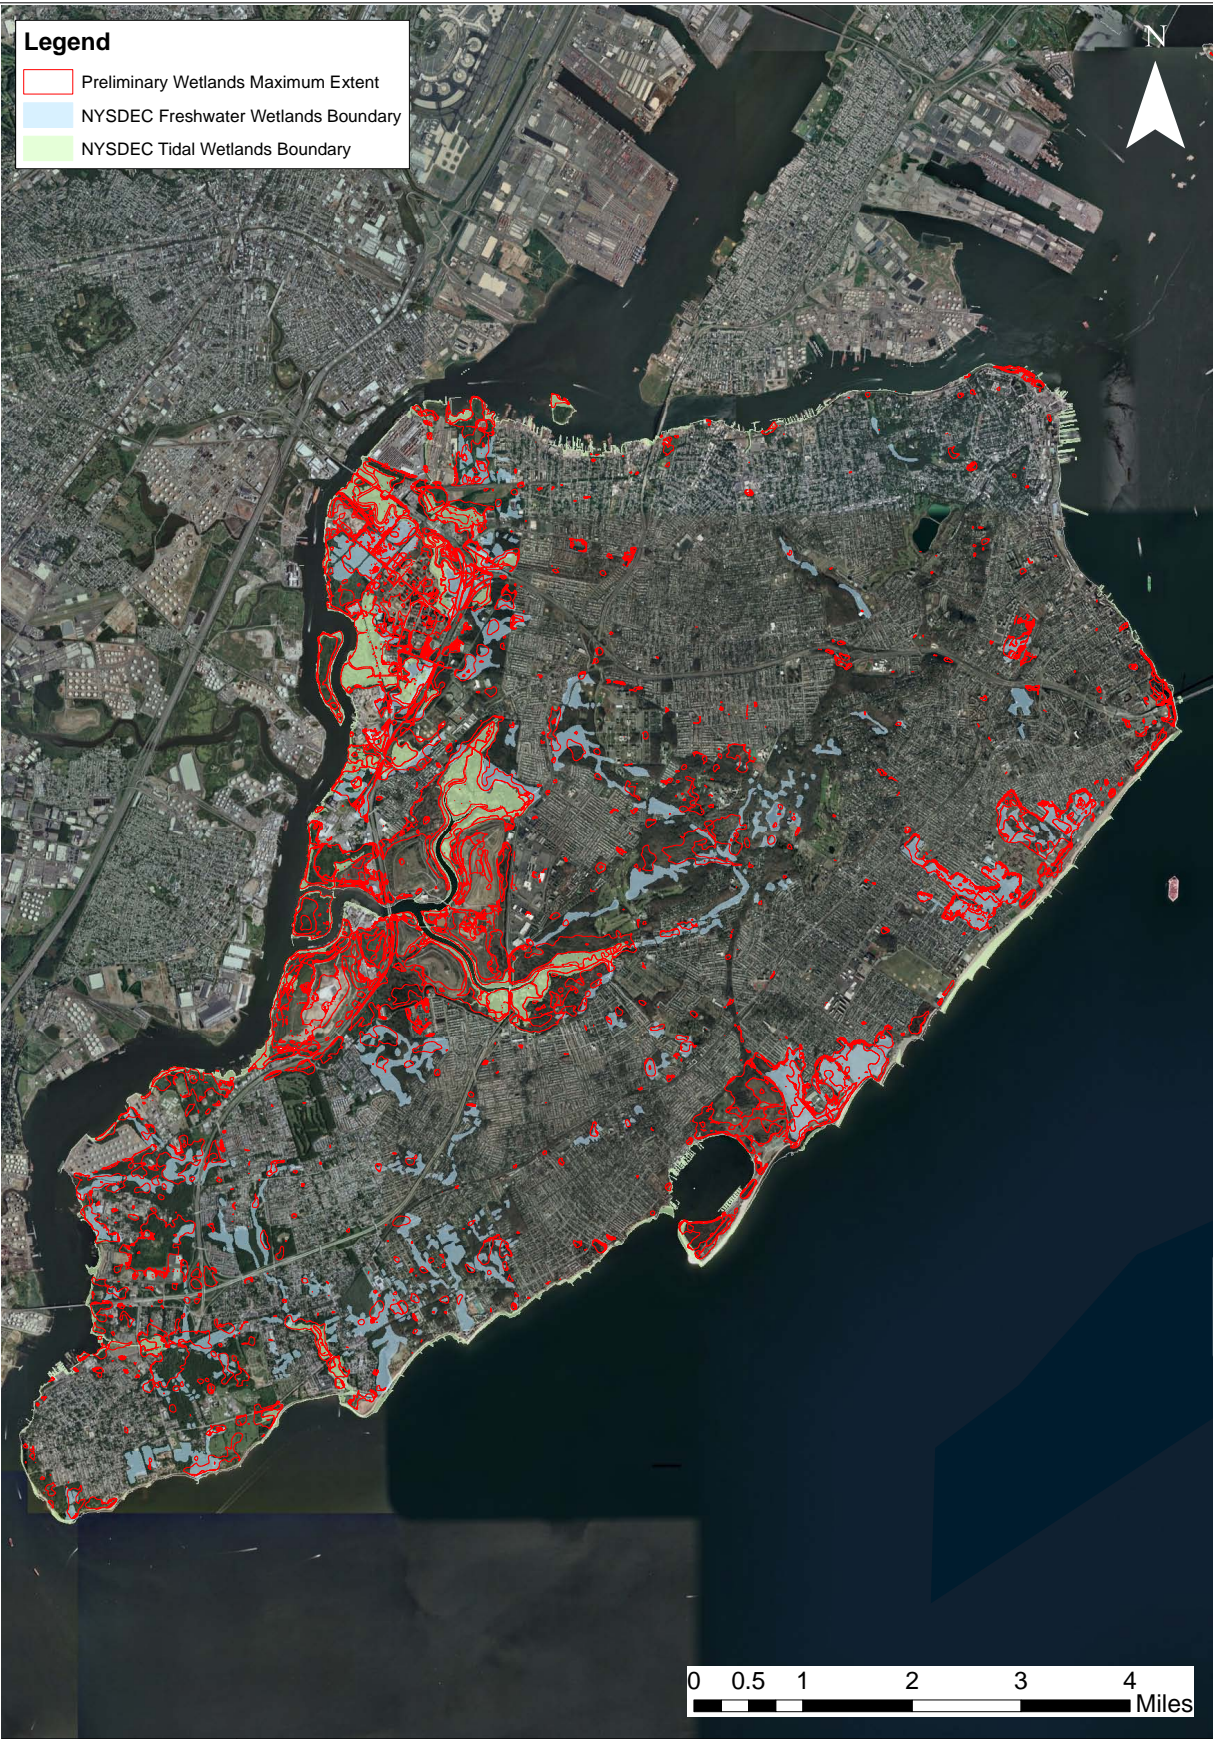 Legend
Preliminary Wetlands Maximum Extent
NYSDEC Freshwater Wetlands Boundary
NYSDEC Tidal Wetlands Boundary
N
0 0.5 1 2 3 4
Miles